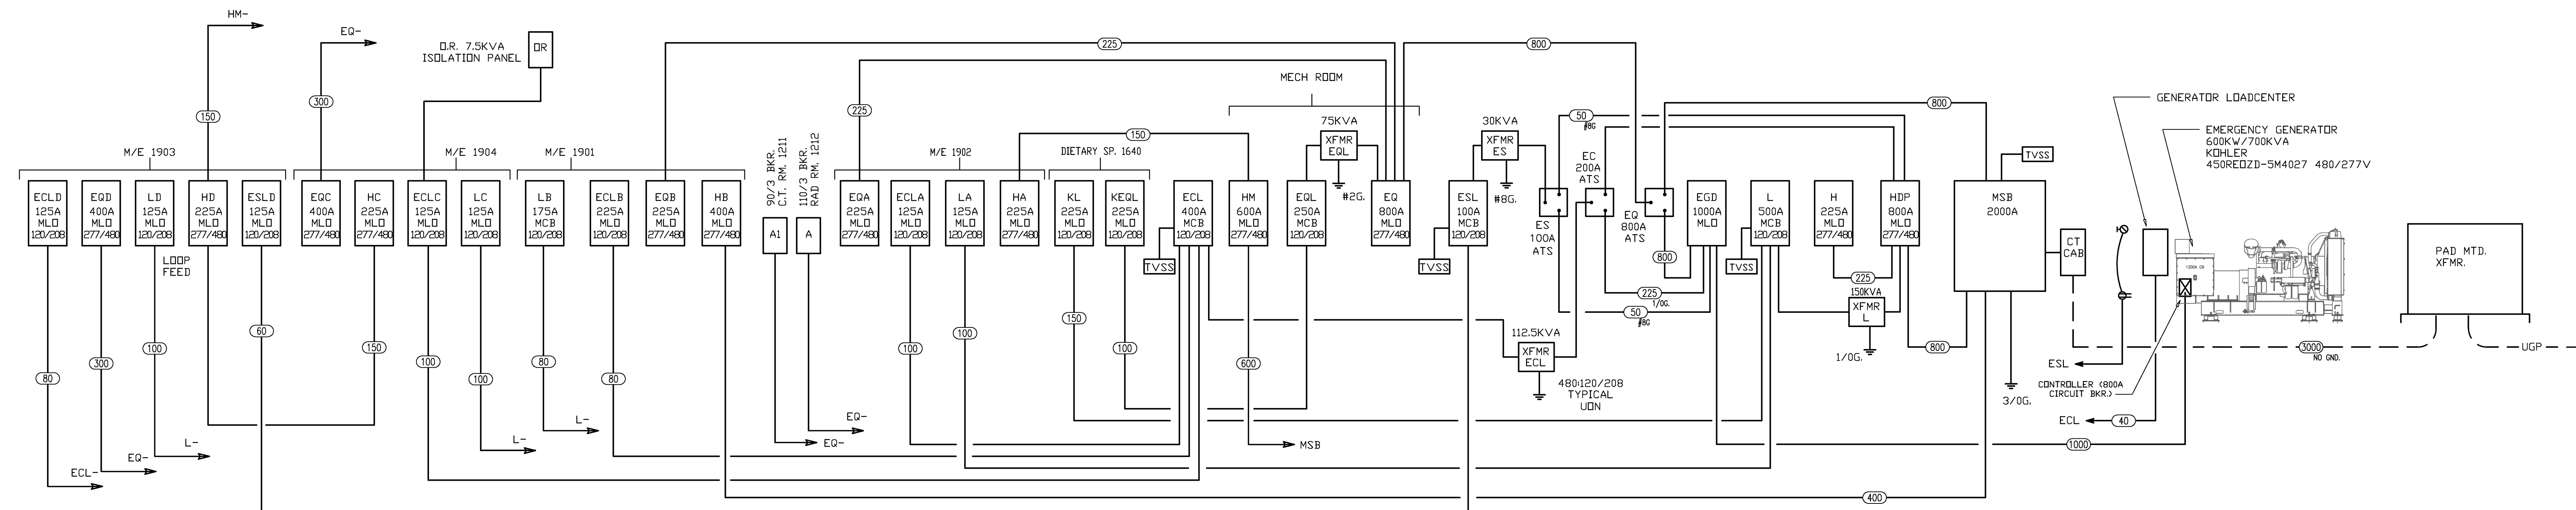 HM-
EQ-
O.R. 7.5KVA
ISOLATION PANEL
OR
225
800
MECH ROOM
225
300
150
800
GENERATOR LOADCENTER
50
#8G
75KVA
30KVA
EMERGENCY GENERATOR
600KW/700KVA
KOHLER
450REOZD-5M4027 480/277V
150
M/E 1903
M/E 1904
M/E 1901
90/3 BKR.
C.T. RM. 1211
110/3 BKR.
RAD RM. 1212
M/E 1902
DIETARY SP. 1640
XFMR
EQL
XFMR
ES
EC
200A
ATS
TVSS
ECLD
125A
MLO
120/208
EQD
400A
MLO
277/480
LD
125A
MLO
120/208
HD
225A
MLO
277/480
ESLD
125A
MLO
120/208
EQC
400A
MLO
277/480
HC
225A
MLO
277/480
ECLC
125A
MLO
120/208
LC
125A
MLO
120/208
LB
175A
MCB
120/208
ECLB
225A
MLO
120/208
EQB
225A
MLO
277/480
HB
400A
MLO
277/480
A1
A
EQA
225A
MLO
277/480
ECLA
125A
MLO
120/208
LA
125A
MLO
120/208
HA
225A
MLO
277/480
KL
225A
MLO
120/208
KEQL
225A
MLO
120/208
ECL
400A
MCB
120/208
HM
600A
MLO
277/480
EQL
250A
MCB
120/208
#2G.
EQ
800A
MLO
277/480
ESL
100A
MCB
120/208
#8G.
ES
100A
ATS
EQ
800A
ATS
EGD
1000A
MLO
L
500A
MCB
120/208
H
225A
MLO
277/480
HDP
800A
MLO
277/480
MSB
2000A
CT
CAB
1200A CB
PAD MTD.
XFMR.
LOOP
FEED
TVSS
TVSS
800
TVSS
225
225
1/0G.
150KVA
XFMR
L
50
#8G
60
150
100
112.5KVA
XFMR
ECL
1/0G.
800
3000
NO GND.
UGP
100
150
80
100
100
100
600
80
300
100
80
100
480:120/208
TYPICAL
UON
3/0G.
ESL
CONTROLLER (800A
CIRCUIT BKR.)
EQ-
L-
ECL
40
L-
L-
EQ-
MSB
1000
EQ-
ECL-
400